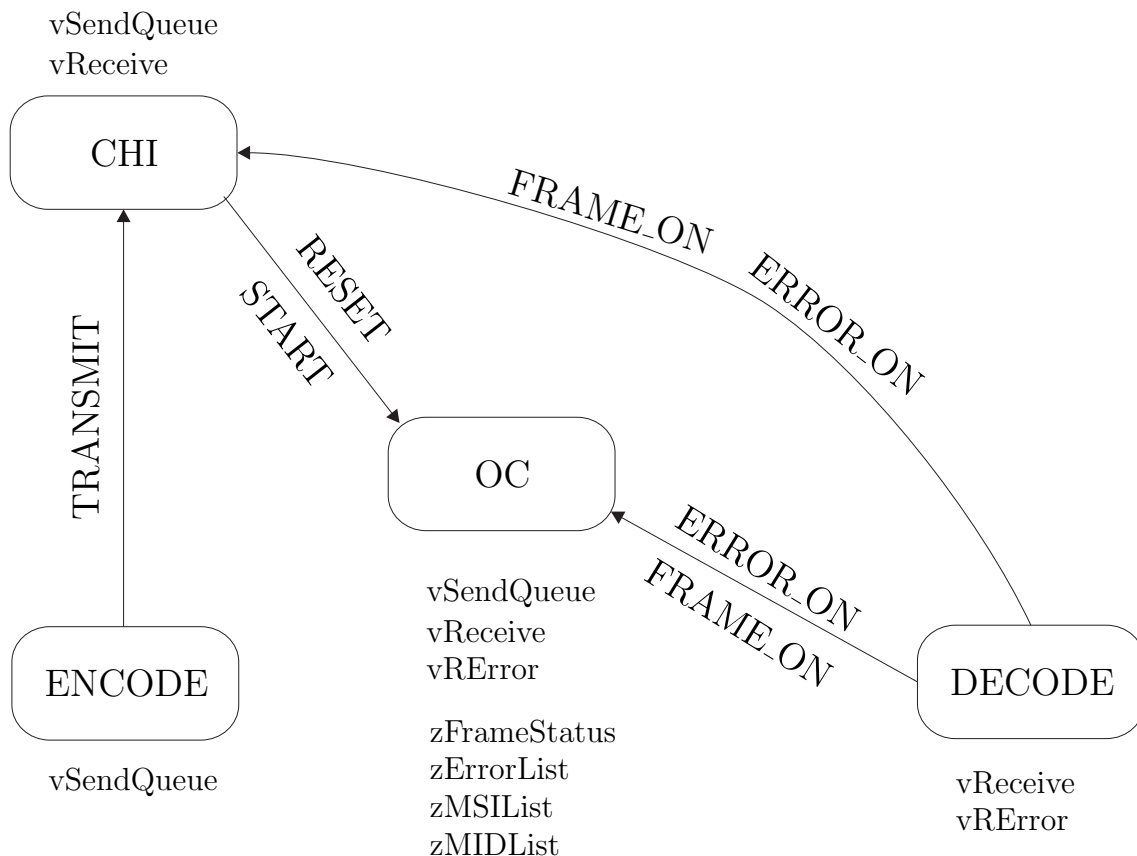 vSendQueue
vReceive
CHI
FRAME_ON
ERROR_ON
RESET
START
TRANSMIT
OC
ERROR_ON
FRAME_ON
vSendQueue
vReceive
vRError
ENCODE
DECODE
zFrameStatus
zErrorList
zMSIList
zMIDList
vSendQueue
vReceive
vRError